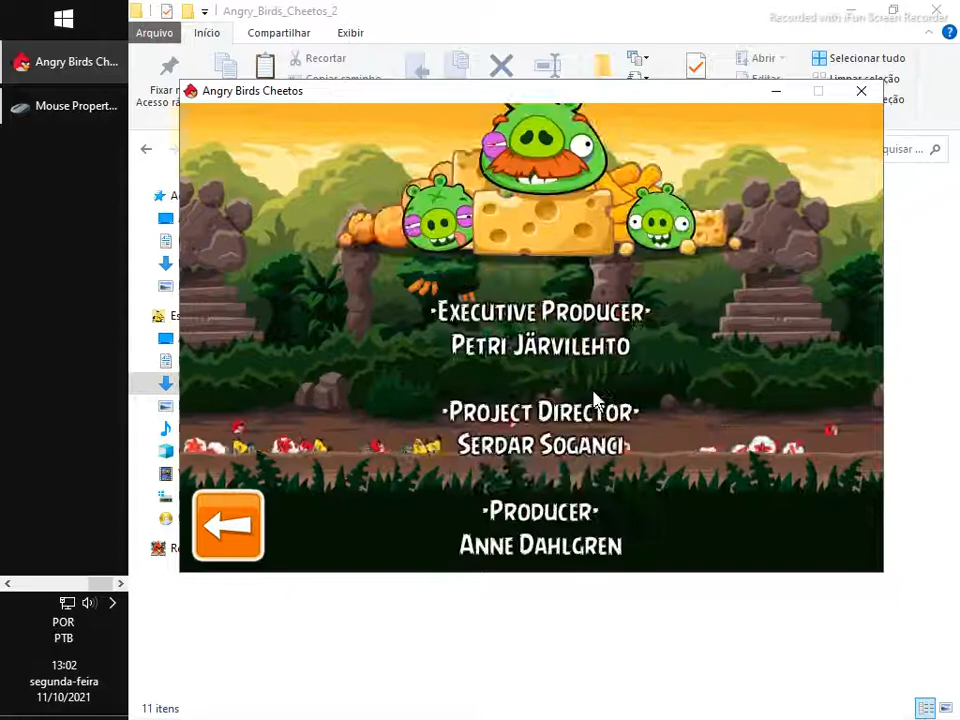 Angry_Birds_Cheetos_2
Recorded with iFun Screen Recorder
Arquivo
Início
Compartilhar
Exibir
Angry Birds Ch...
Mouse Propert...
Fixar
Acesso rá
Recortar
Abrir
Selecionar tudo
Angry Birds Cheetos
·EXECUTIVE PRODUCER·
PETRI JÄRVILEHTO
·PROJECT DIRECTOR·
SERDAR SOGANCI
·PRODUCER·
ANNE DAHLGREN
POR
PTB
13:02
segunda-feira
11/10/2021
11 itens